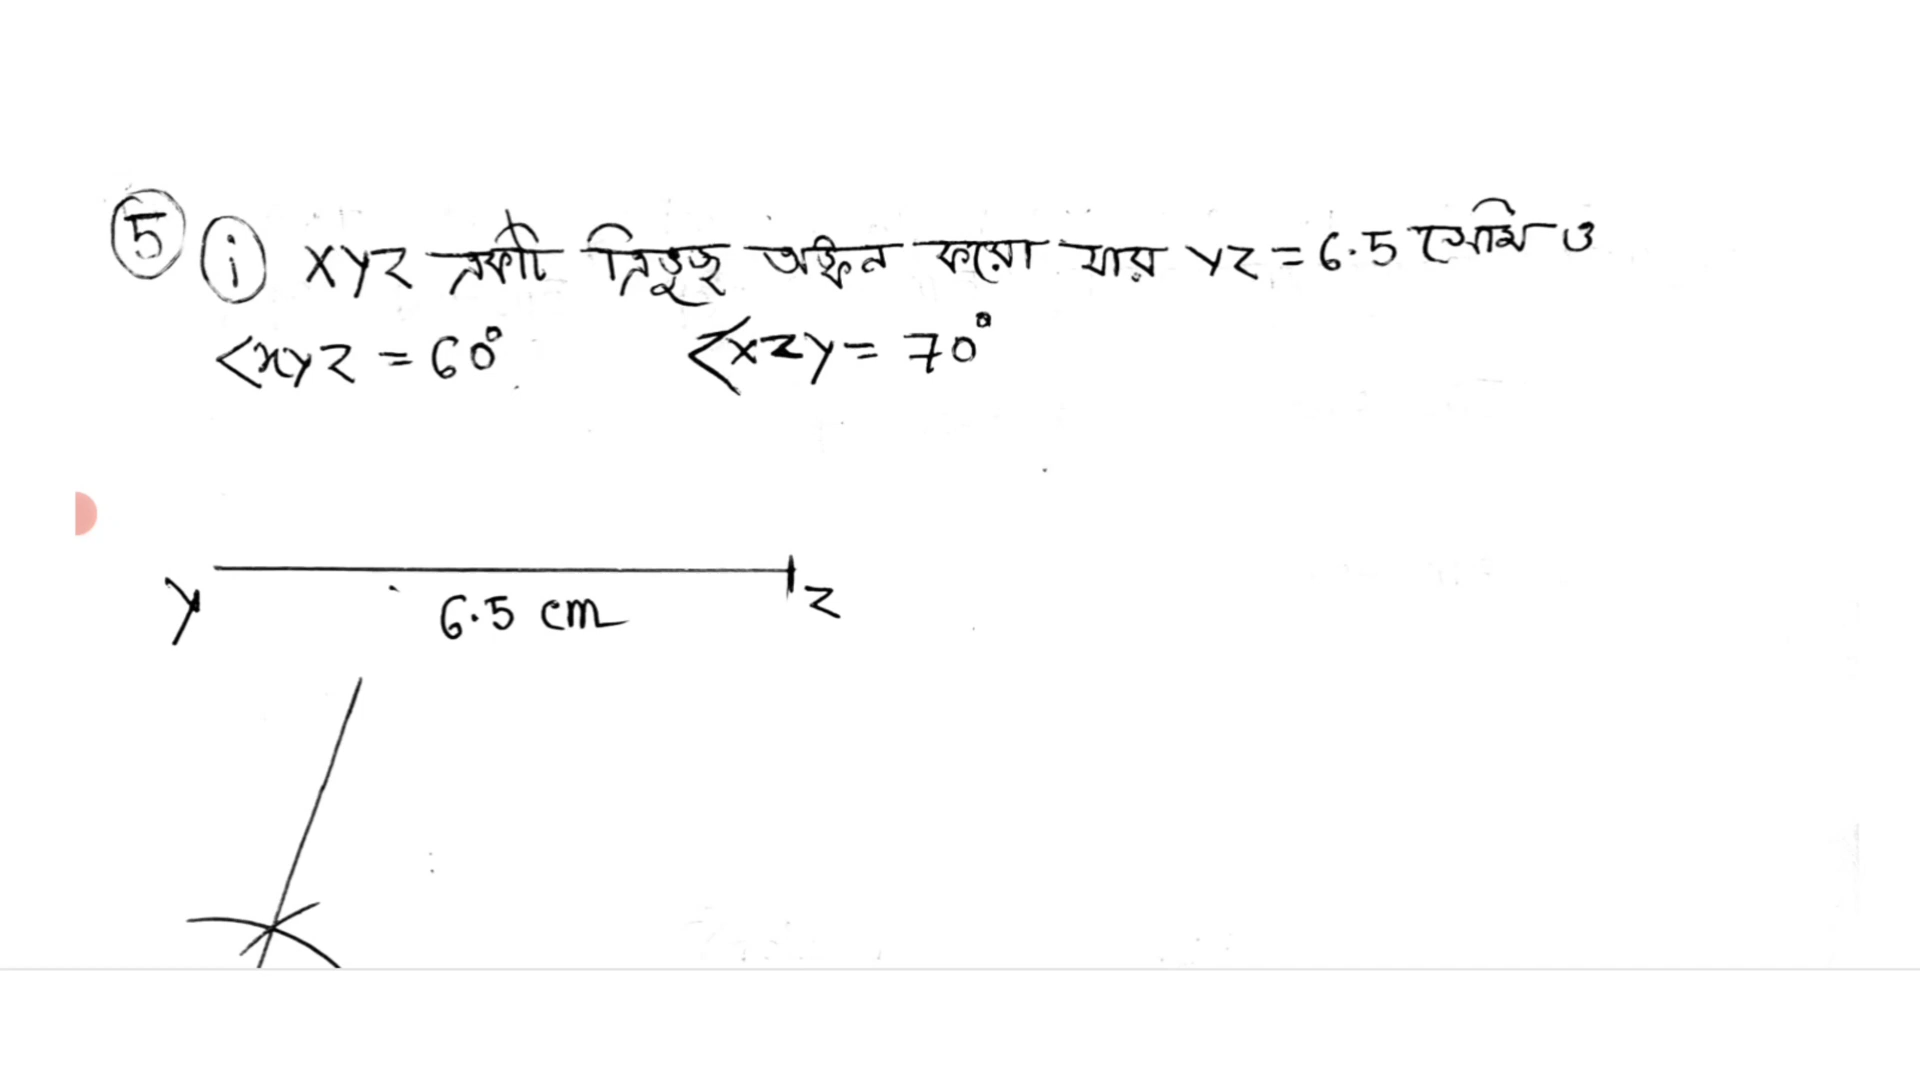 5 i XYZ একটি ত্রিভুজ অঙ্কন করো যার YZ = 6.5 সেমি ও
<XYZ = 60° <XZY = 70°
Y 6.5 cm Z